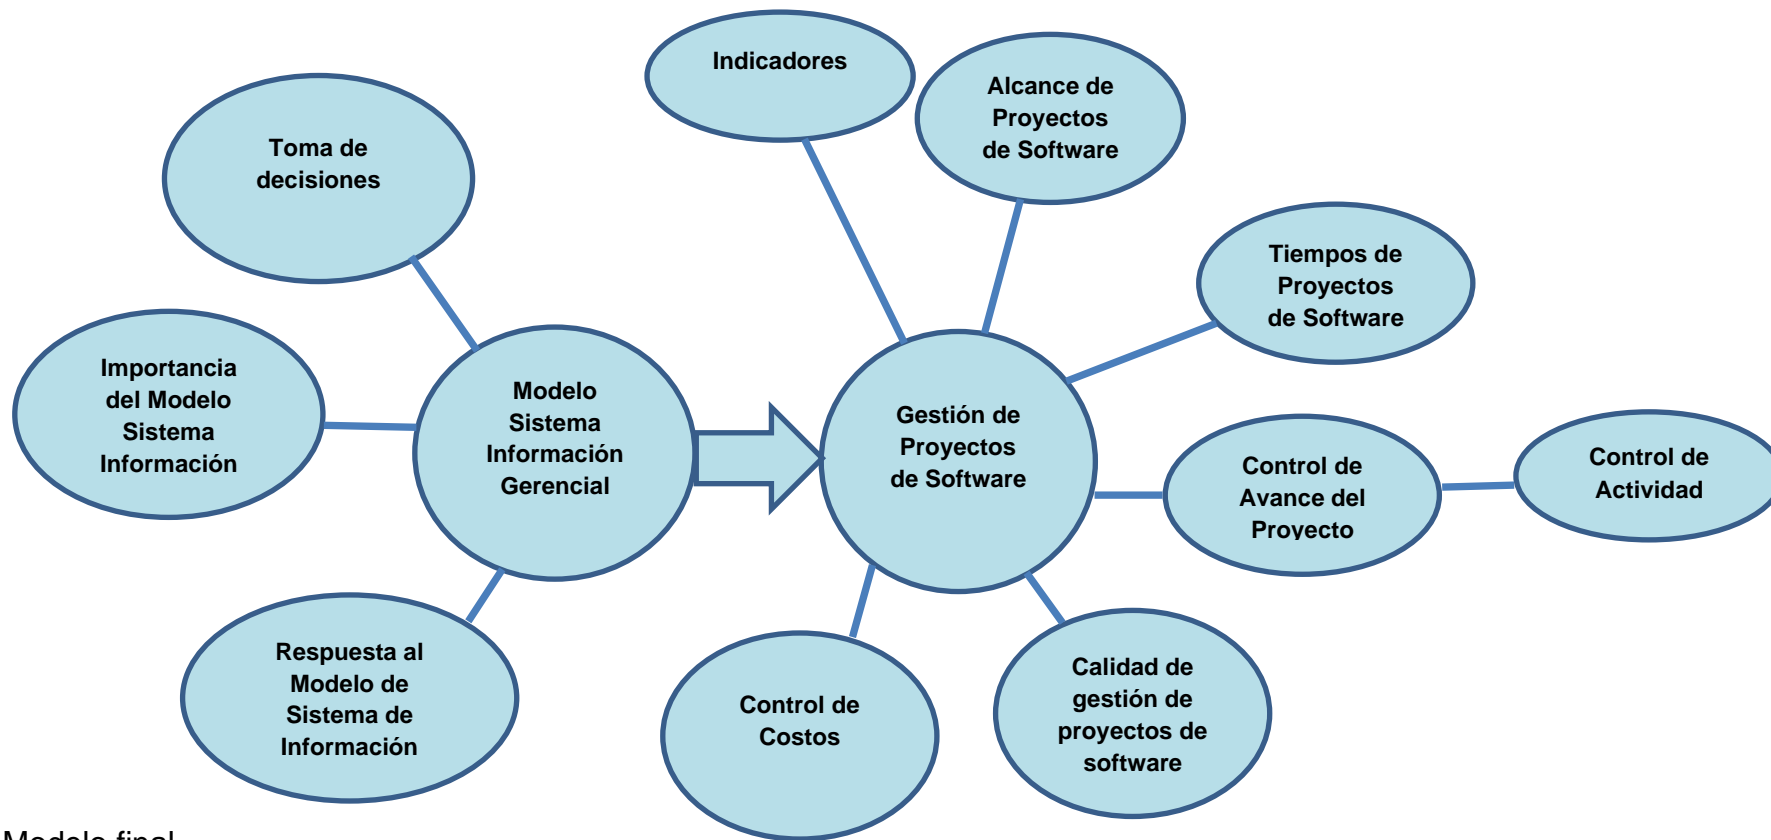 Indicadores
Alcance de
Proyectos
de Software
Toma de
decisiones
Tiempos de
Proyectos
de Software
Importancia
del Modelo
Sistema
Información
Modelo
Sistema
Información
Gerencial
Gestión de
Proyectos
de Software
Control de
Avance del
Proyecto
Control de
Actividad
Respuesta al
Modelo de
Sistema de
Información
Control de
Costos
Calidad de
gestión de
proyectos de
software
Modelo final